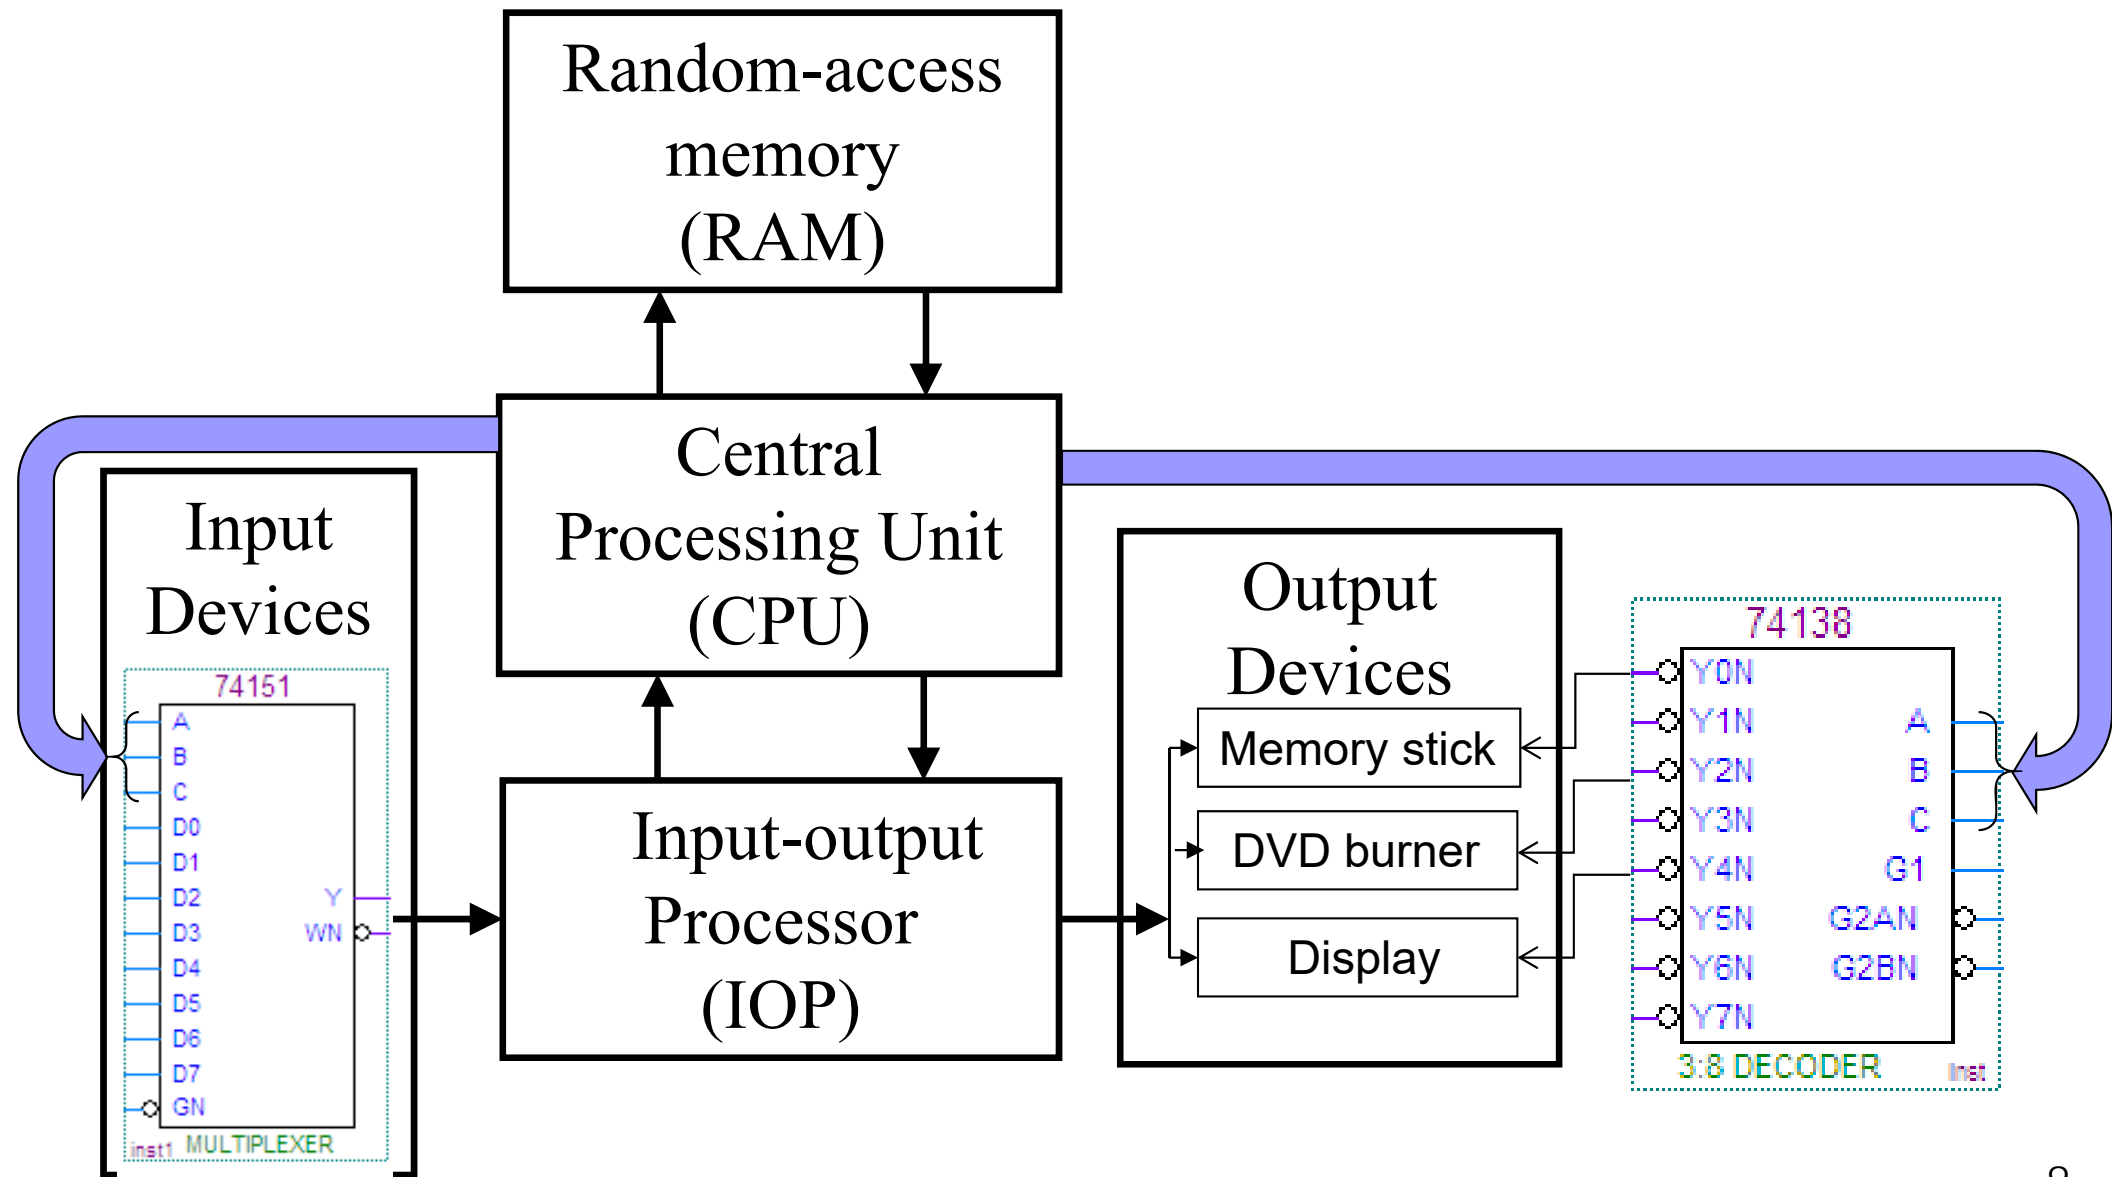 Random-access
memory
(RAM)
Central
Processing Unit
(CPU)
Input
Devices
74151
A
B
C
D0
D1
D2
D3
D4
D5
D6
D7
GN
Y
WN
inst1 MULTIPLEXER
Input-output
Processor
(IOP)
Output
Devices
Memory stick
DVD burner
Display
74138
Y0N
Y1N
Y2N
Y3N
Y4N
Y5N
Y6N
Y7N
A
B
C
G1
G2AN
G2BN
3:8 DECODER inst